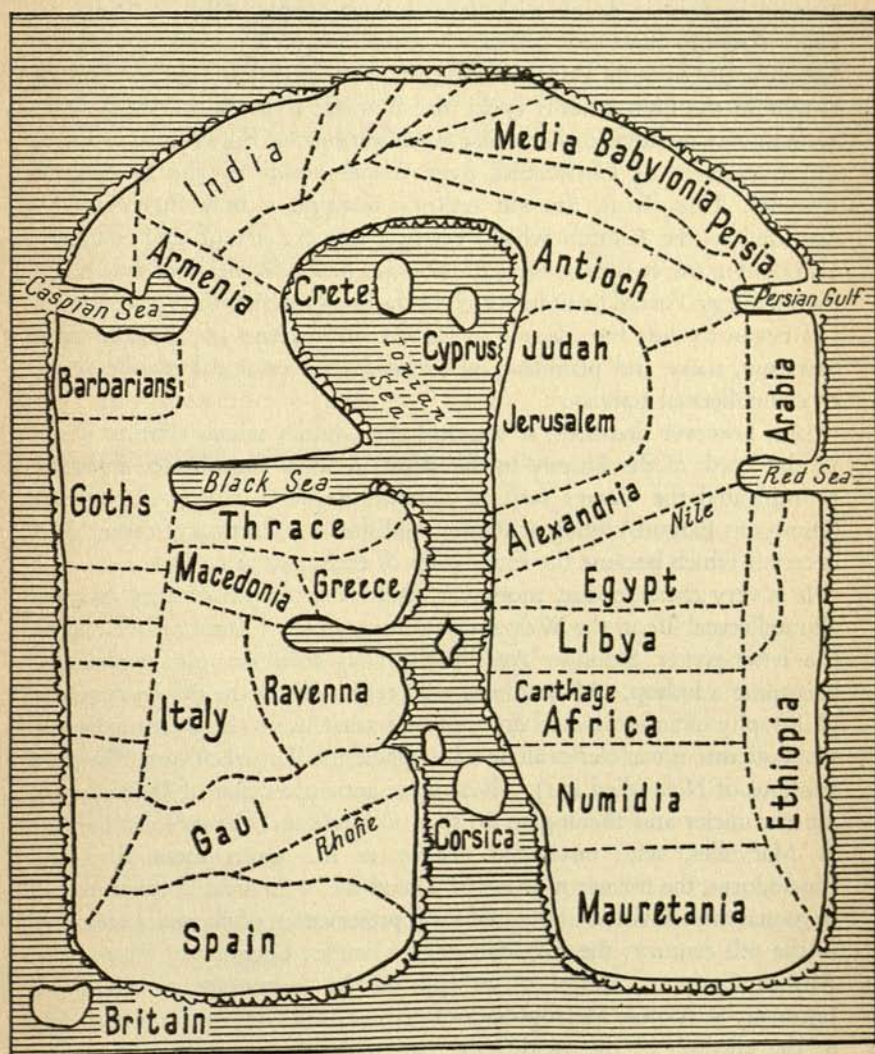 India
Media Babylonia
Persia
Armenia
Antioch
Caspian Sea
Crete
Persian Gulf
Cyprus
Judah
Ionian Sea
Barbarians
Arabia
Jerusalem
Goths
Black Sea
Red Sea
Thrace
Alexandria
Nile
Macedonia
Greece
Egypt
Libya
Ravenna
Italy
Carthage
Africa
Ethiopia
Gaul
Rhone
Corsica
Numidia
Mauretania
Spain
Britain